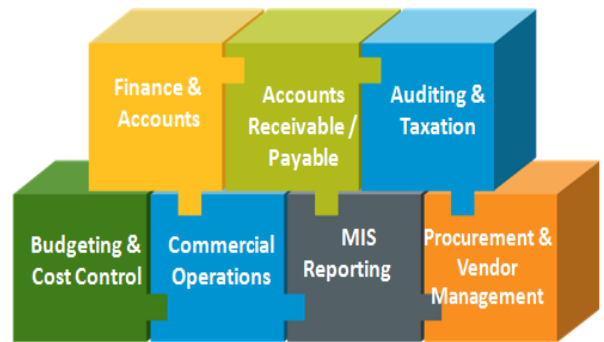 Finance &
Accounts
Accounts
Receivable /
Payable
Auditing &
Taxation
Budgeting &
Cost Control
Commercial
Operations
MIS
Reporting
Procurement &
Vendor
Management